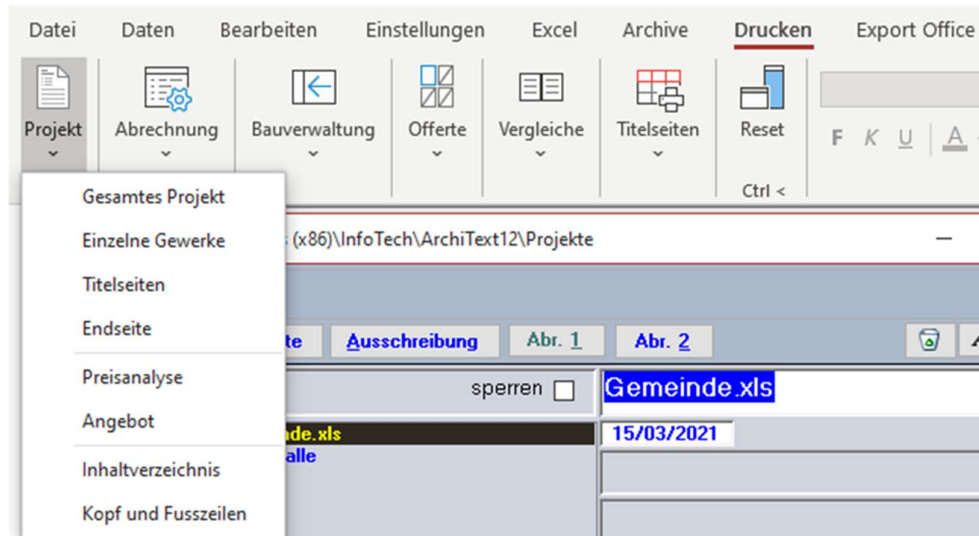 Datei Daten Bearbeiten Einstellungen Excel Archive Drucken Export Office
Projekt Abrechnung Bauverwaltung Offerte Vergleiche Titelseiten Reset F K U A
Ctrl <
Gesamtes Projekt
Einzelne Gewerke
(x86)\InfoTech\ArchiText12\Projekte
Titelseiten
Endseite
Ausschreibung Abr. 1 Abr. 2
Preisanalyse
sperren Gemeinde.xls
Angebot
nde.xls 15/03/2021
alle
Inhaltverzeichnis
Kopf und Fusszeilen